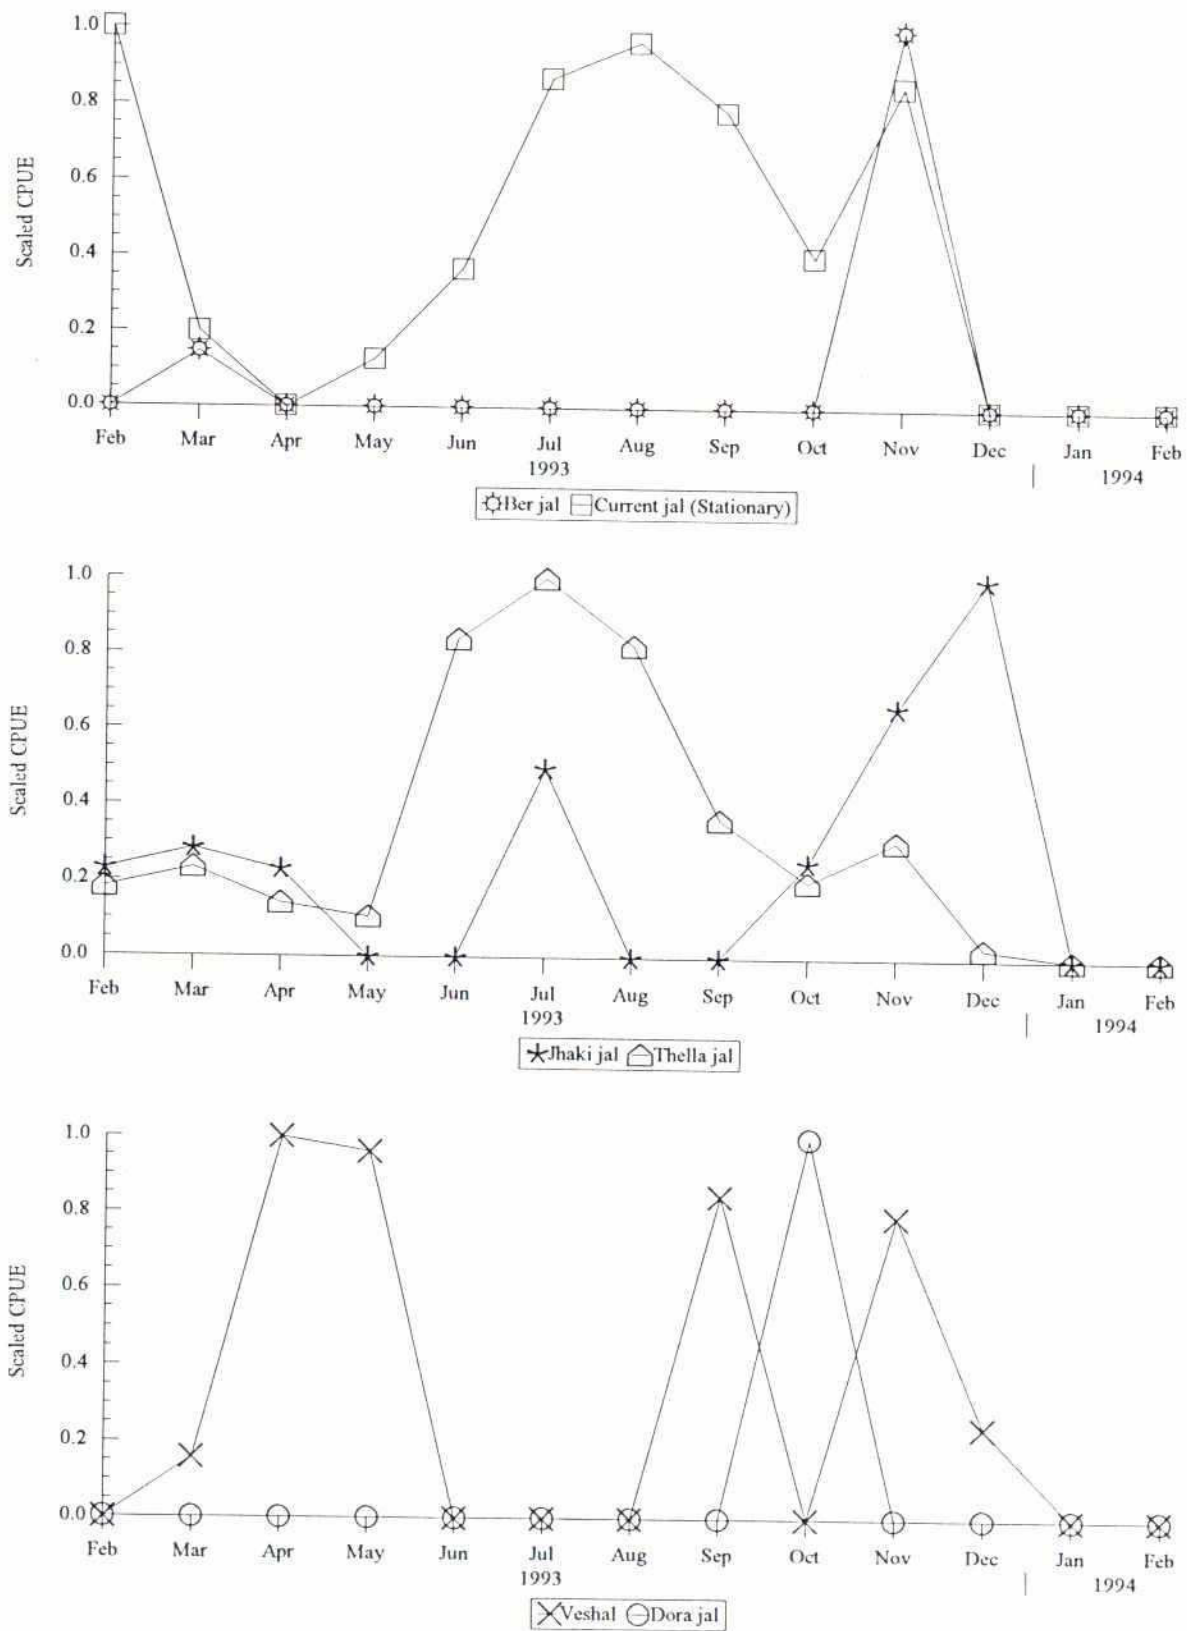 1.0
0.8
0.6
0.4
0.2
0.0
Scaled CPUE
Feb Mar Apr May Jun Jul Aug Sep Oct Nov Dec Jan Feb
1993 1994
Ber jal Current jal (Stationary)
1.0
0.8
0.6
0.4
0.2
0.0
Scaled CPUE
Feb Mar Apr May Jun Jul Aug Sep Oct Nov Dec Jan Feb
1993 1994
Jhaki jal Thella jal
1.0
0.8
0.6
0.4
0.2
0.0
Scaled CPUE
Feb Mar Apr May Jun Jul Aug Sep Oct Nov Dec Jan Feb
1993 1994
Veshal Dora jal